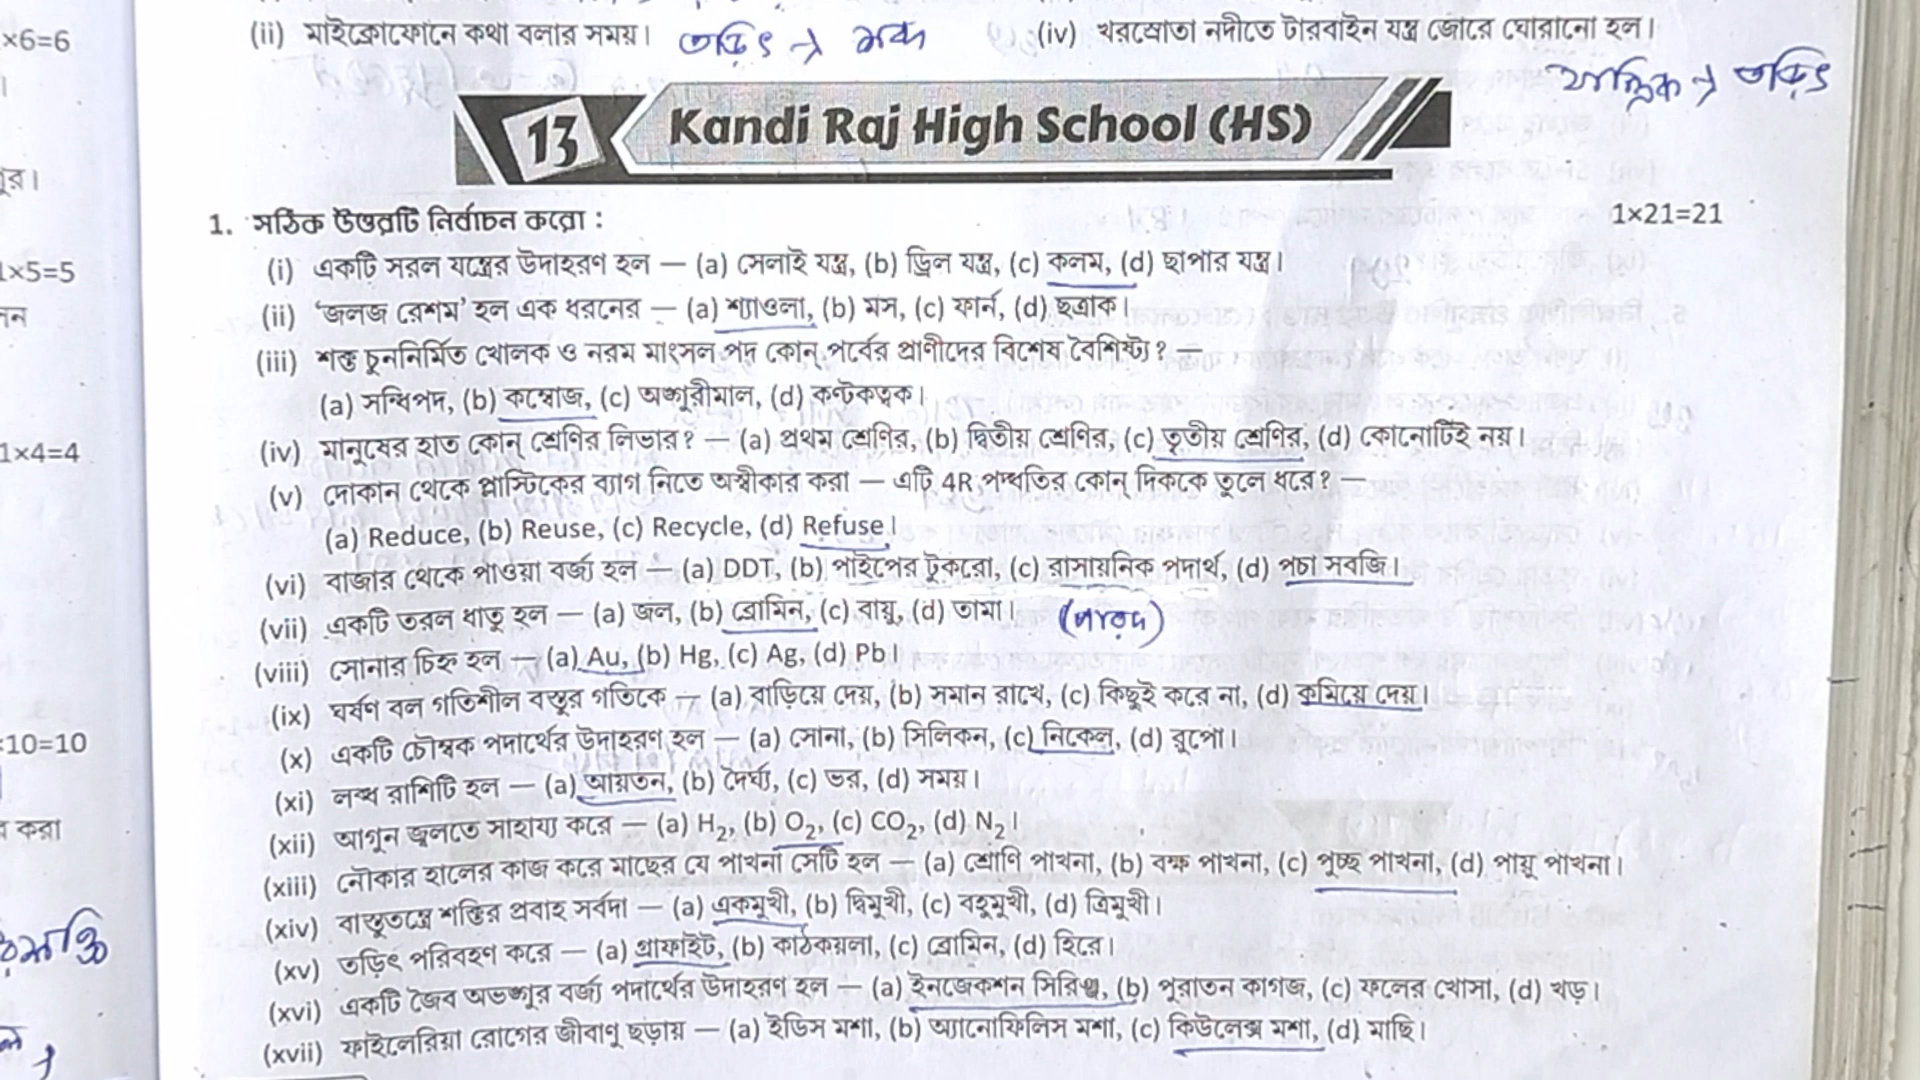 ×6=6
(ii) মাইক্রোফোনে কথা বলার সময়। তড়িৎ → শব্দ (iv) খরস্রোতা নদীতে টারবাইন যন্ত্র জোরে ঘোরানো হল।
যান্ত্রিক → তড়িৎ
13 Kandi Raj High School (HS)
1. সঠিক উত্তরটি নির্বাচন করো : 1×21=21
(i) একটি সরল যন্ত্রের উদাহরণ হল — (a) সেলাই যন্ত্র, (b) ড্রিল যন্ত্র, (c) কলম, (d) ছাপার যন্ত্র।
1×5=5
(ii) ‘জলজ রেশম’ হল এক ধরনের — (a) শ্যাওলা, (b) মস, (c) ফার্ন, (d) ছত্রাক।
(iii) শক্ত চুননির্মিত খোলক ও নরম মাংসল পদ কোন্ পর্বের প্রাণীদের বিশেষ বৈশিষ্ট্য? —
(a) সন্ধিপদ, (b) কম্বোজ, (c) অঙ্গুরীমাল, (d) কণ্টকত্বক।
1×4=4
(iv) মানুষের হাত কোন্ শ্রেণির লিভার? — (a) প্রথম শ্রেণির, (b) দ্বিতীয় শ্রেণির, (c) তৃতীয় শ্রেণির, (d) কোনোটিই নয়।
(v) দোকান থেকে প্লাস্টিকের ব্যাগ নিতে অস্বীকার করা — এটি 4R পদ্ধতির কোন্ দিককে তুলে ধরে? —
(a) Reduce, (b) Reuse, (c) Recycle, (d) Refuse।
(vi) বাজার থেকে পাওয়া বর্জ্য হল — (a) DDT, (b) পাইপের টুকরো, (c) রাসায়নিক পদার্থ, (d) পচা সবজি।
(vii) একটি তরল ধাতু হল — (a) জল, (b) ব্রোমিন, (c) বায়ু, (d) তামা। (পারদ)
(viii) সোনার চিহ্ন হল — (a) Au, (b) Hg, (c) Ag, (d) Pb।
(ix) ঘর্ষণ বল গতিশীল বস্তুর গতিকে — (a) বাড়িয়ে দেয়, (b) সমান রাখে, (c) কিছুই করে না, (d) কমিয়ে দেয়।
×10=10
(x) একটি চৌম্বক পদার্থের উদাহরণ হল — (a) সোনা, (b) সিলিকন, (c) নিকেল, (d) রুপো।
(xi) লব্ধ রাশিটি হল — (a) আয়তন, (b) দৈর্ঘ্য, (c) ভর, (d) সময়।
করা
(xii) আগুন জ্বলতে সাহায্য করে — (a) H₂, (b) O₂, (c) CO₂, (d) N₂।
(xiii) নৌকার হালের কাজ করে মাছের যে পাখনা সেটি হল — (a) শ্রোণি পাখনা, (b) বক্ষ পাখনা, (c) পুচ্ছ পাখনা, (d) পায়ু পাখনা।
(xiv) বাস্তুতন্ত্রে শক্তির প্রবাহ সর্বদা — (a) একমুখী, (b) দ্বিমুখী, (c) বহুমুখী, (d) ত্রিমুখী।
(xv) তড়িৎ পরিবহণ করে — (a) গ্রাফাইট, (b) কাঠকয়লা, (c) ব্রোমিন, (d) হিরে।
(xvi) একটি জৈব অভঙ্গুর বর্জ্য পদার্থের উদাহরণ হল — (a) ইনজেকশন সিরিঞ্জ, (b) পুরাতন কাগজ, (c) ফলের খোসা, (d) খড়।
(xvii) ফাইলেরিয়া রোগের জীবাণু ছড়ায় — (a) ইডিস মশা, (b) অ্যানোফিলিস মশা, (c) কিউলেক্স মশা, (d) মাছি।